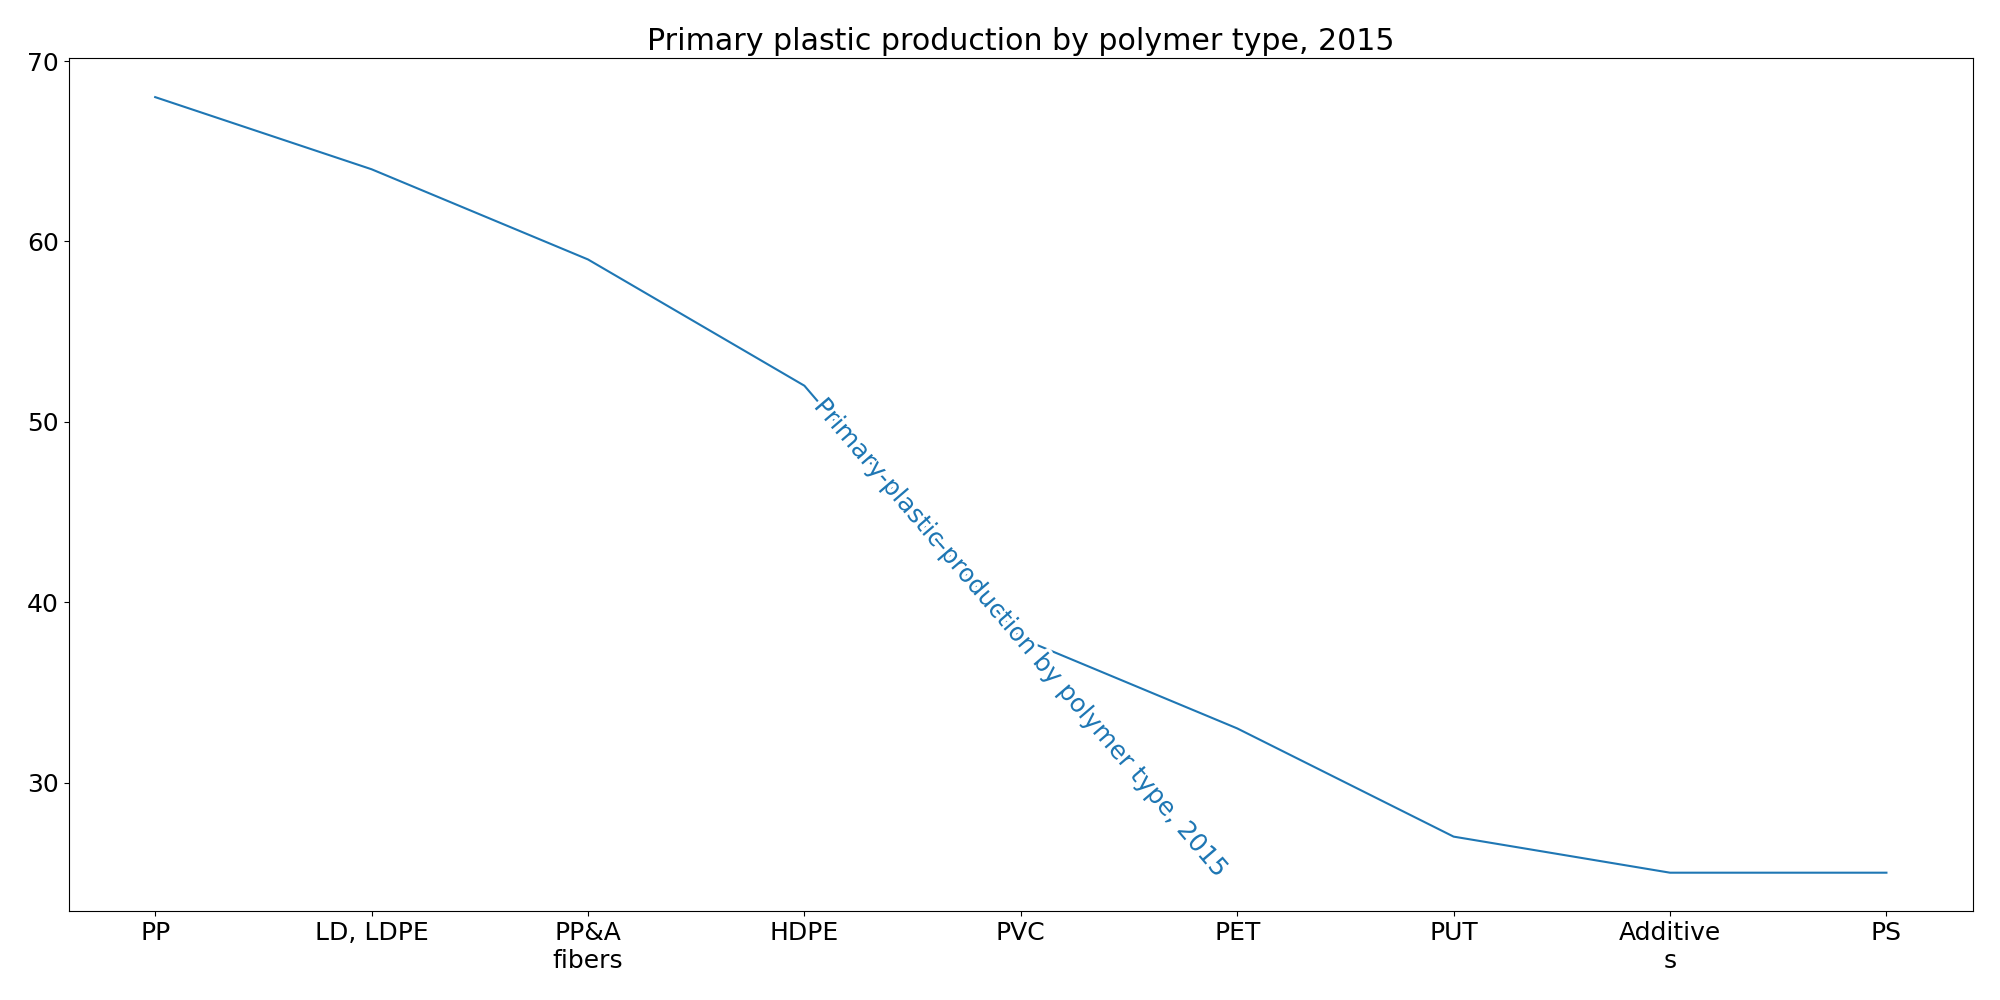 Primary plastic production by polymer type, 2015
70
60
50
40
30
Primary plastic production by polymer type, 2015
PP
LD, LDPE
PP&A
fibers
HDPE
PVC
PET
PUT
Additive
s
PS